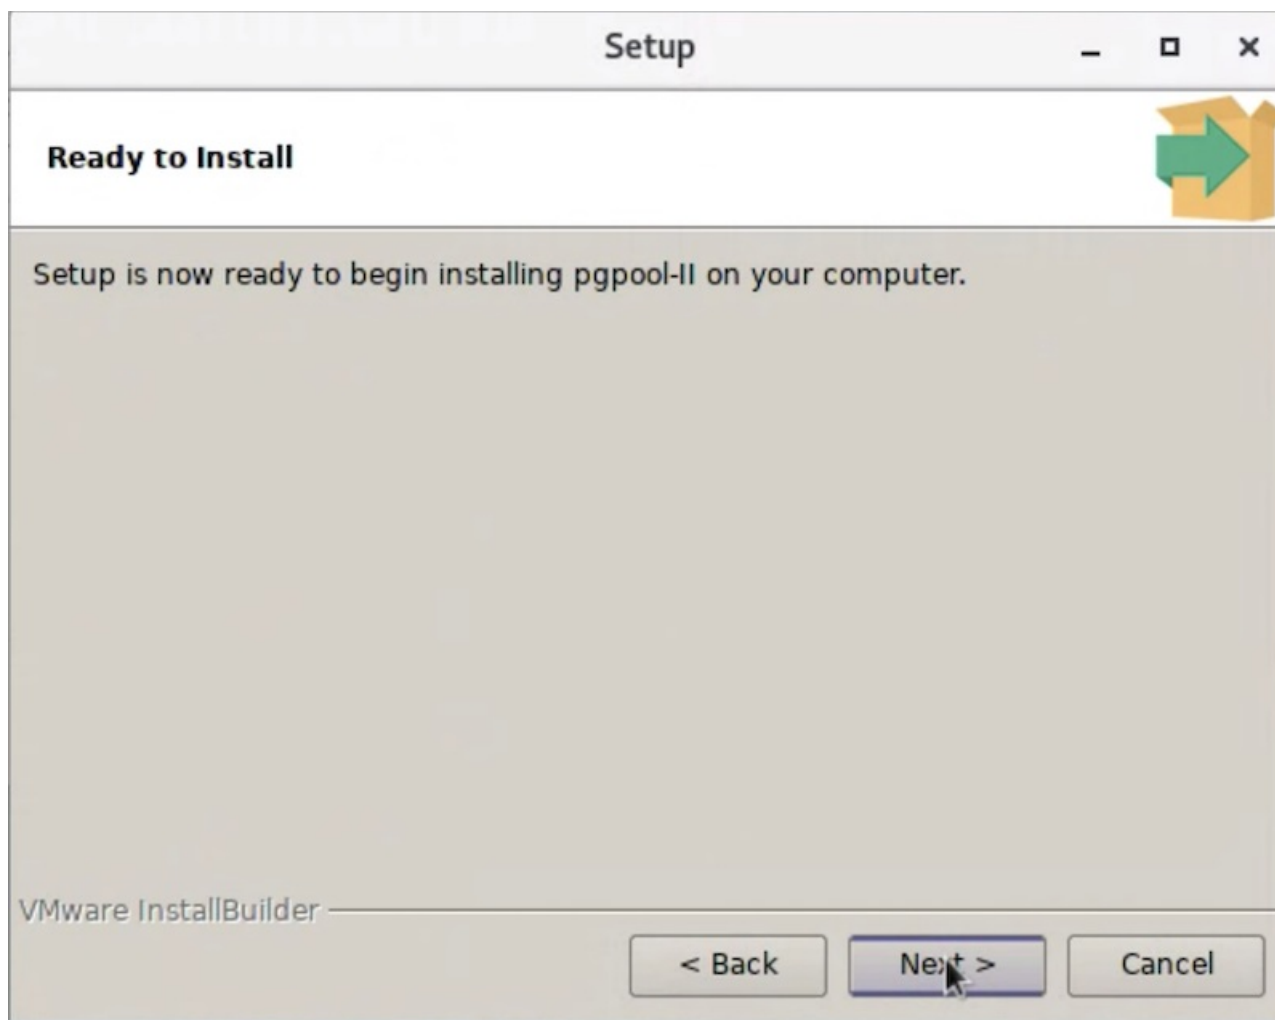 Setup
Ready to Install
Setup is now ready to begin installing pgpool-II on your computer.
VMware InstallBuilder
< Back
Next >
Cancel